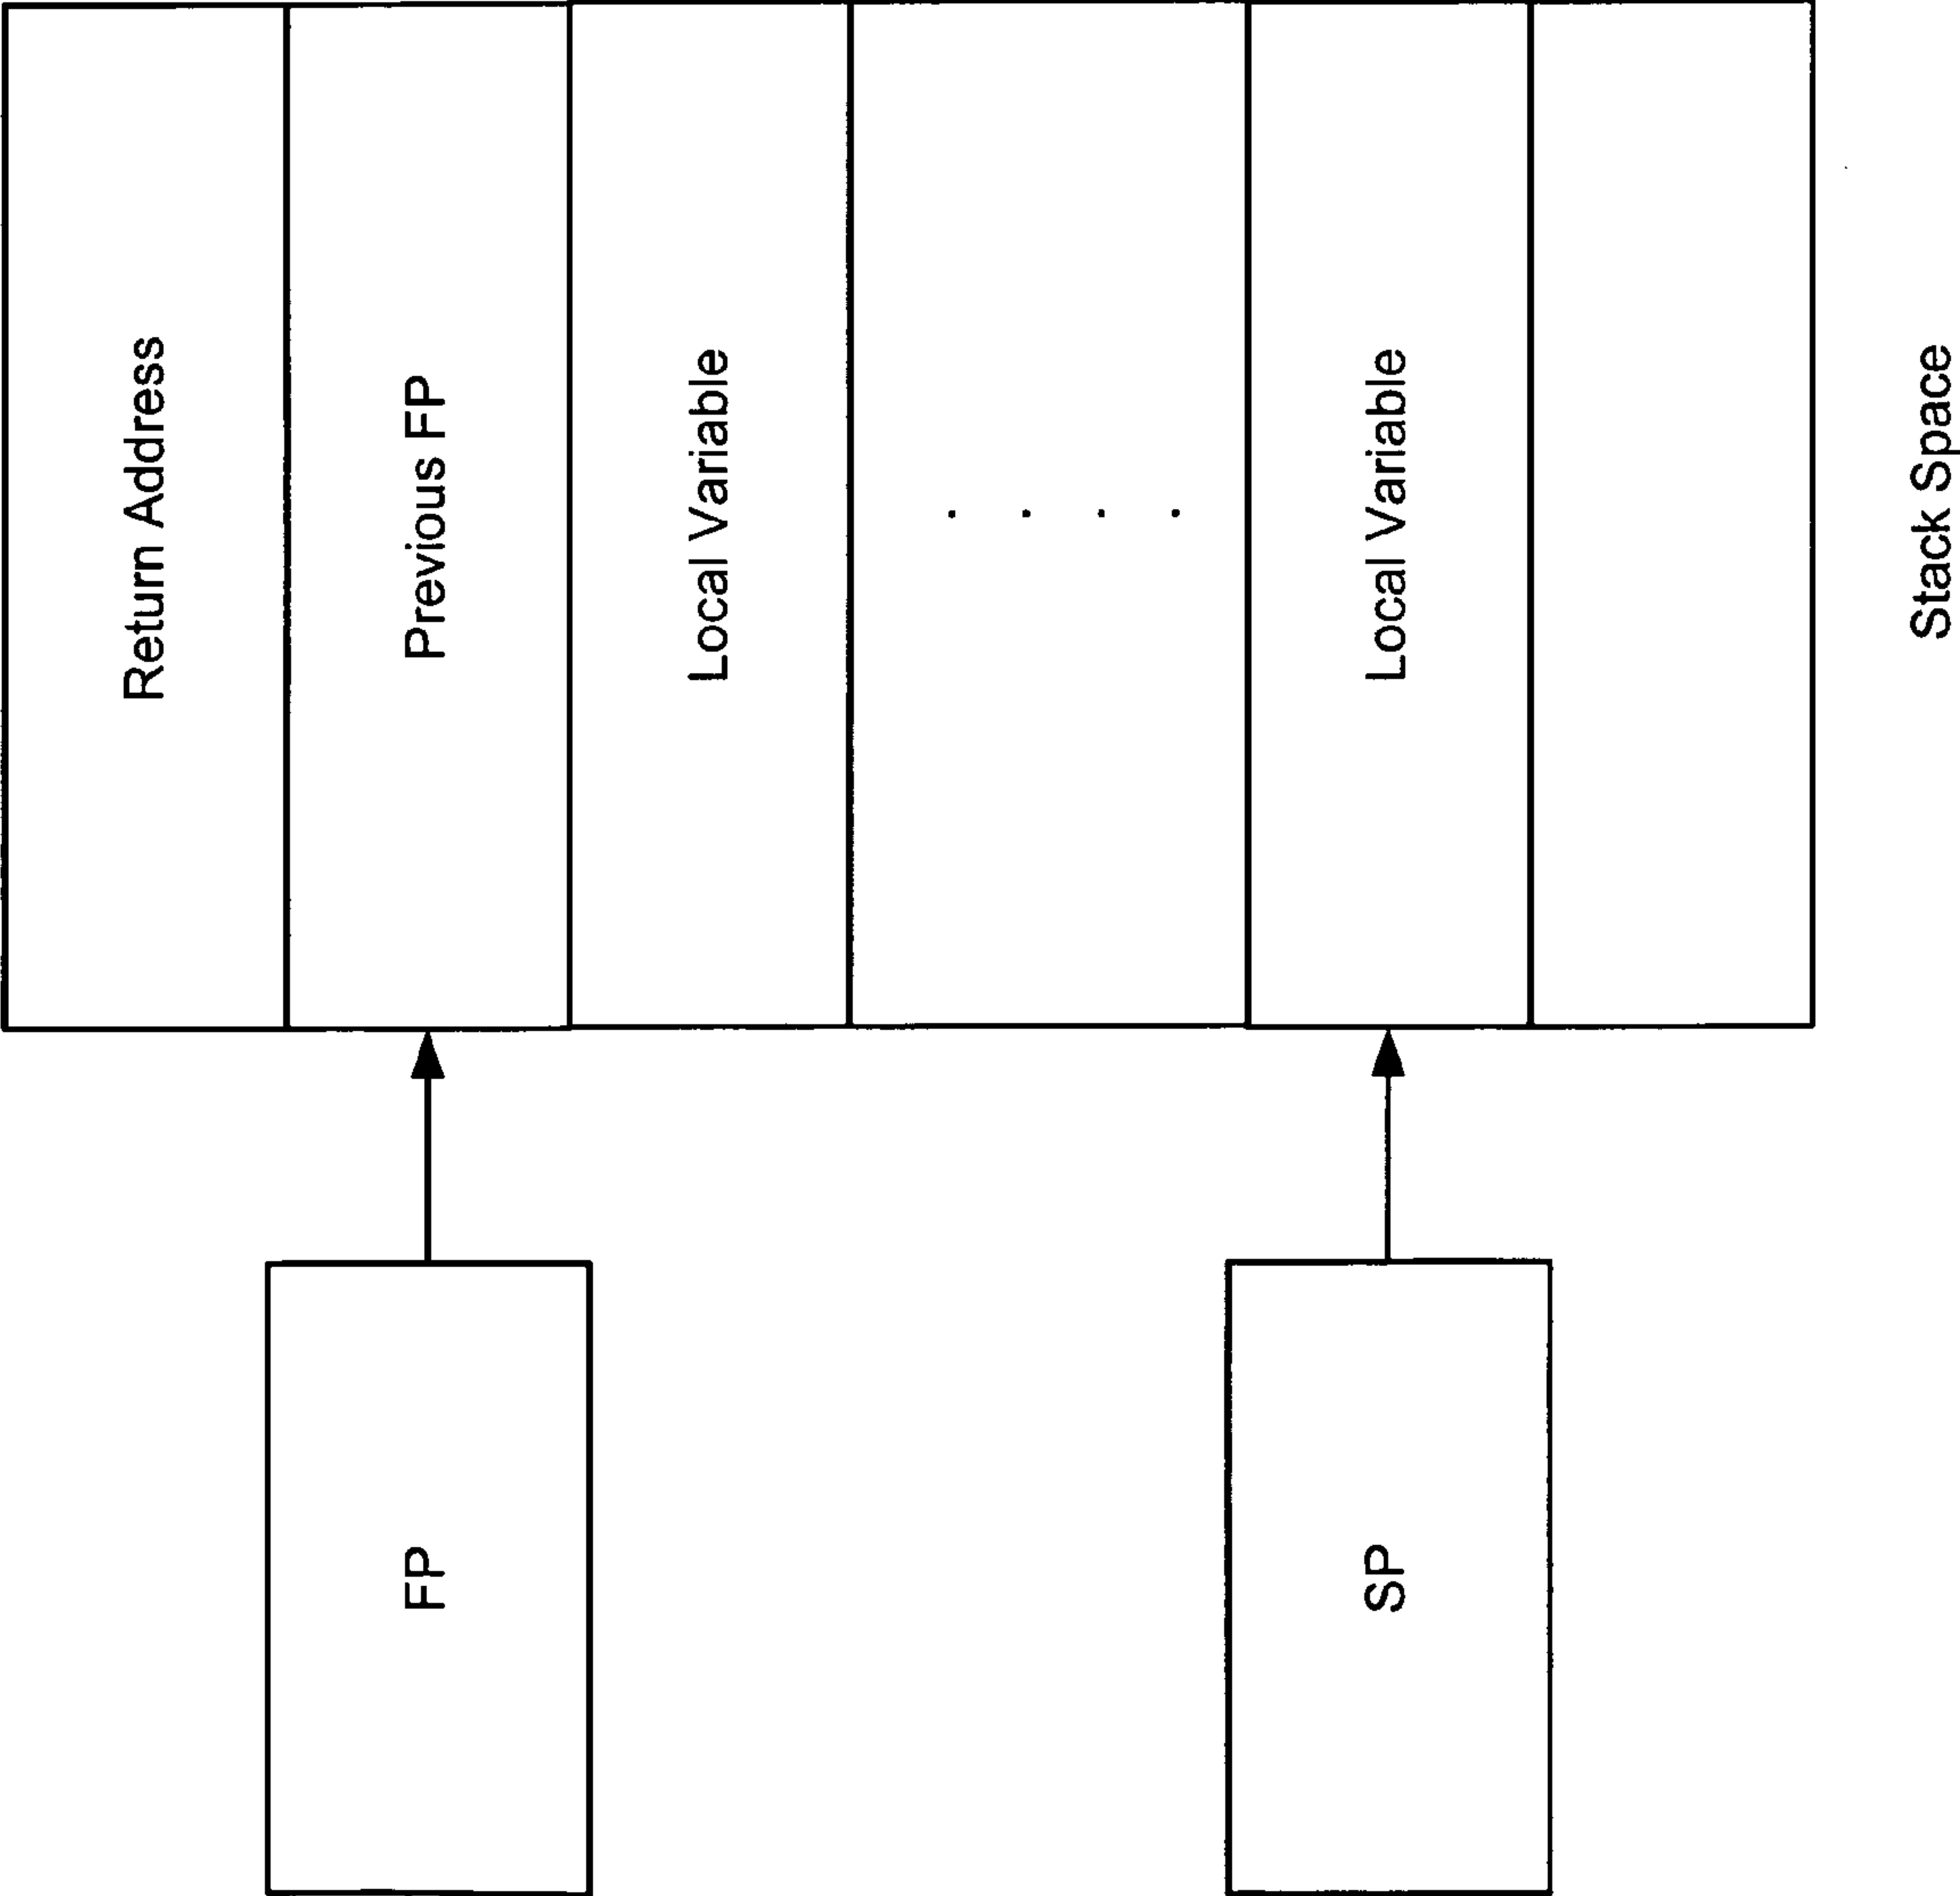 Return Address
FP
Previous FP
Local Variable
. . . .
SP
Local Variable
Stack Space